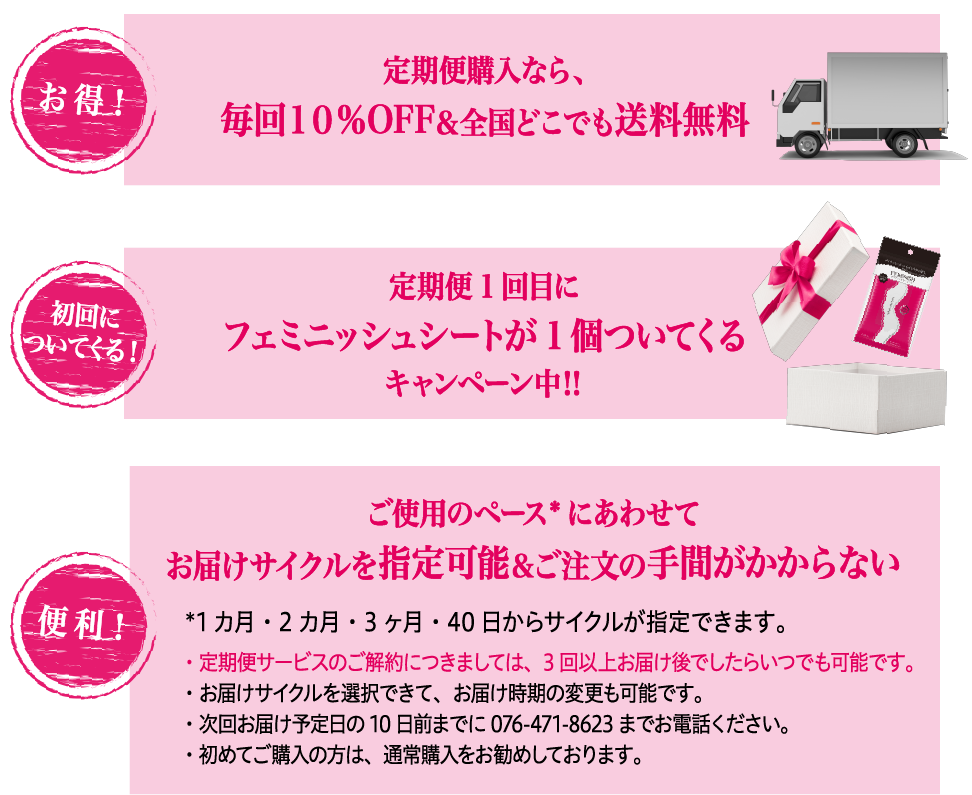 お得！
定期便購入なら、
毎回10％OFF&全国どこでも送料無料
初回に
ついてくる！
定期便1回目に
フェミニッシュシートが1個ついてくる
キャンペーン中!!
便利！
ご使用のペース*にあわせて
お届けサイクルを指定可能&ご注文の手間がかからない
*1カ月・2カ月・3ヶ月・40日からサイクルが指定できます。
・定期便サービスのご解約につきましては、3回以上お届け後でしたらいつでも可能です。
・お届けサイクルを選択できて、お届け時期の変更も可能です。
・次回お届け予定日の10日前までに076-471-8623までお電話ください。
・初めてご購入の方は、通常購入をお勧めしております。